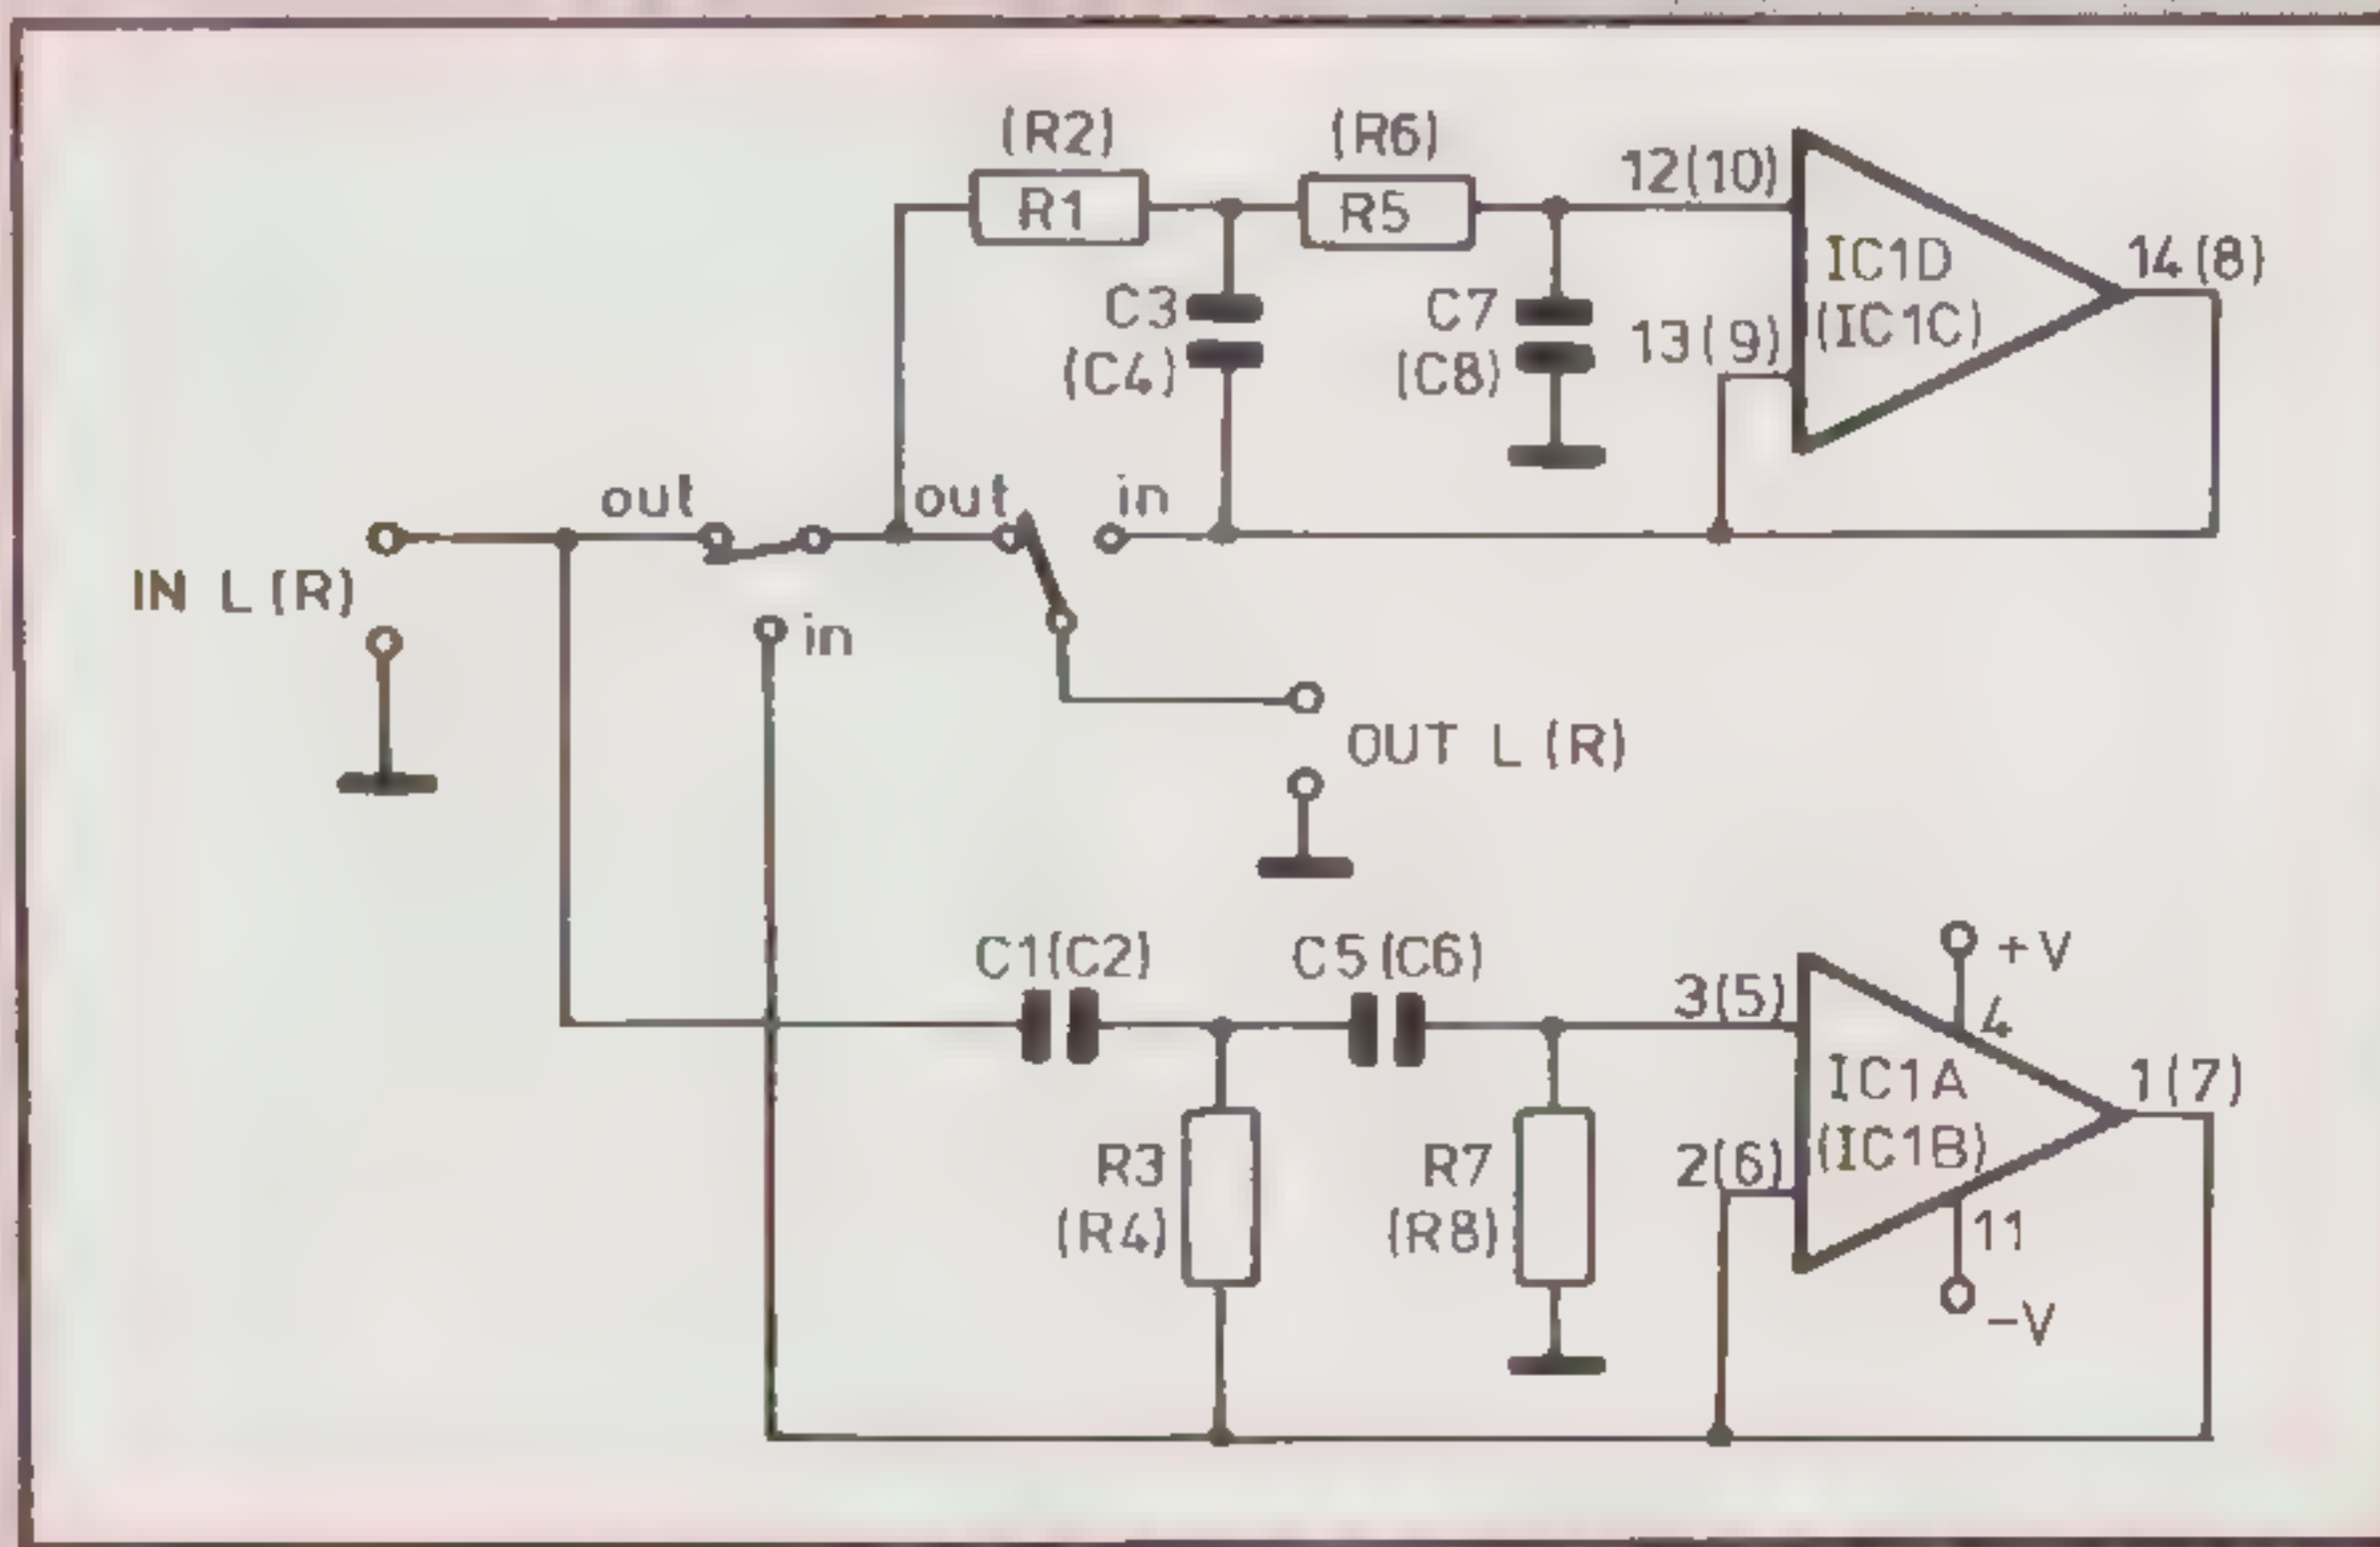 (R2)
(R6)
R1
R5
12(10)
IC1D
(IC1C)
14(8)
C3
(C4)
C7
(C8)
13(9)
out
out
in
IN L(R)
in
OUT L(R)
C1(C2)
C5(C6)
3(5)
+V
4
IC1A
(IC1B)
1(7)
R3
(R4)
R7
(R8)
2(6)
11
-V